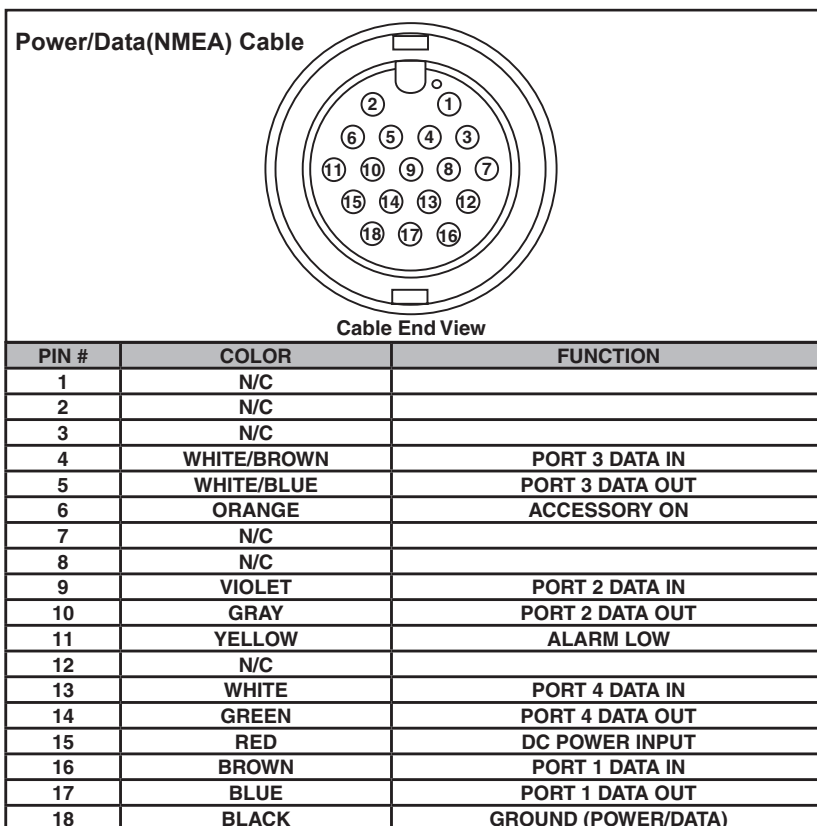 Power/Data(NMEA) Cable
2 1
6 5 4 3
11 10 9 8 7
15 14 13 12
18 17 16
Cable End View
PIN # COLOR FUNCTION
1 N/C
2 N/C
3 N/C
4 WHITE/BROWN PORT 3 DATA IN
5 WHITE/BLUE PORT 3 DATA OUT
6 ORANGE ACCESSORY ON
7 N/C
8 N/C
9 VIOLET PORT 2 DATA IN
10 GRAY PORT 2 DATA OUT
11 YELLOW ALARM LOW
12 N/C
13 WHITE PORT 4 DATA IN
14 GREEN PORT 4 DATA OUT
15 RED DC POWER INPUT
16 BROWN PORT 1 DATA IN
17 BLUE PORT 1 DATA OUT
18 BLACK GROUND (POWER/DATA)